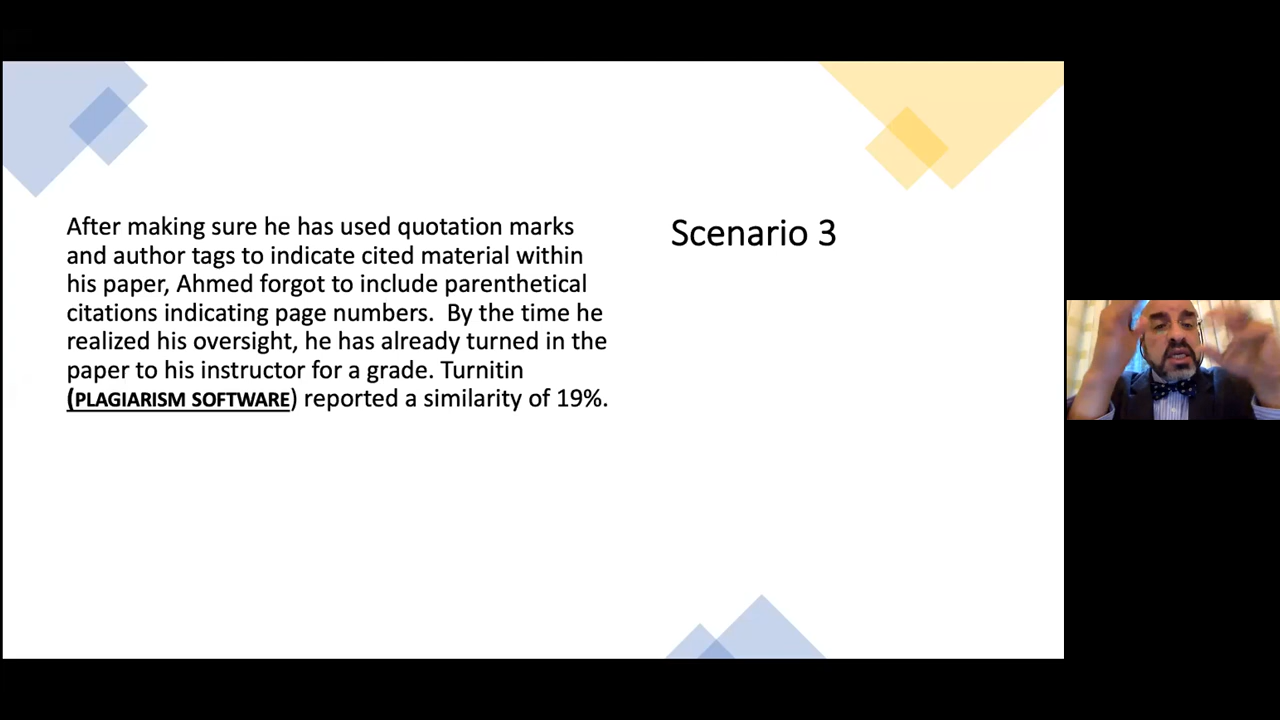 After making sure he has used quotation marks
and author tags to indicate cited material within
his paper, Ahmed forgot to include parenthetical
citations indicating page numbers.  By the time he
realized his oversight, he has already turned in the
paper to his instructor for a grade. Turnitin
(PLAGIARISM SOFTWARE) reported a similarity of 19%.
Scenario 3